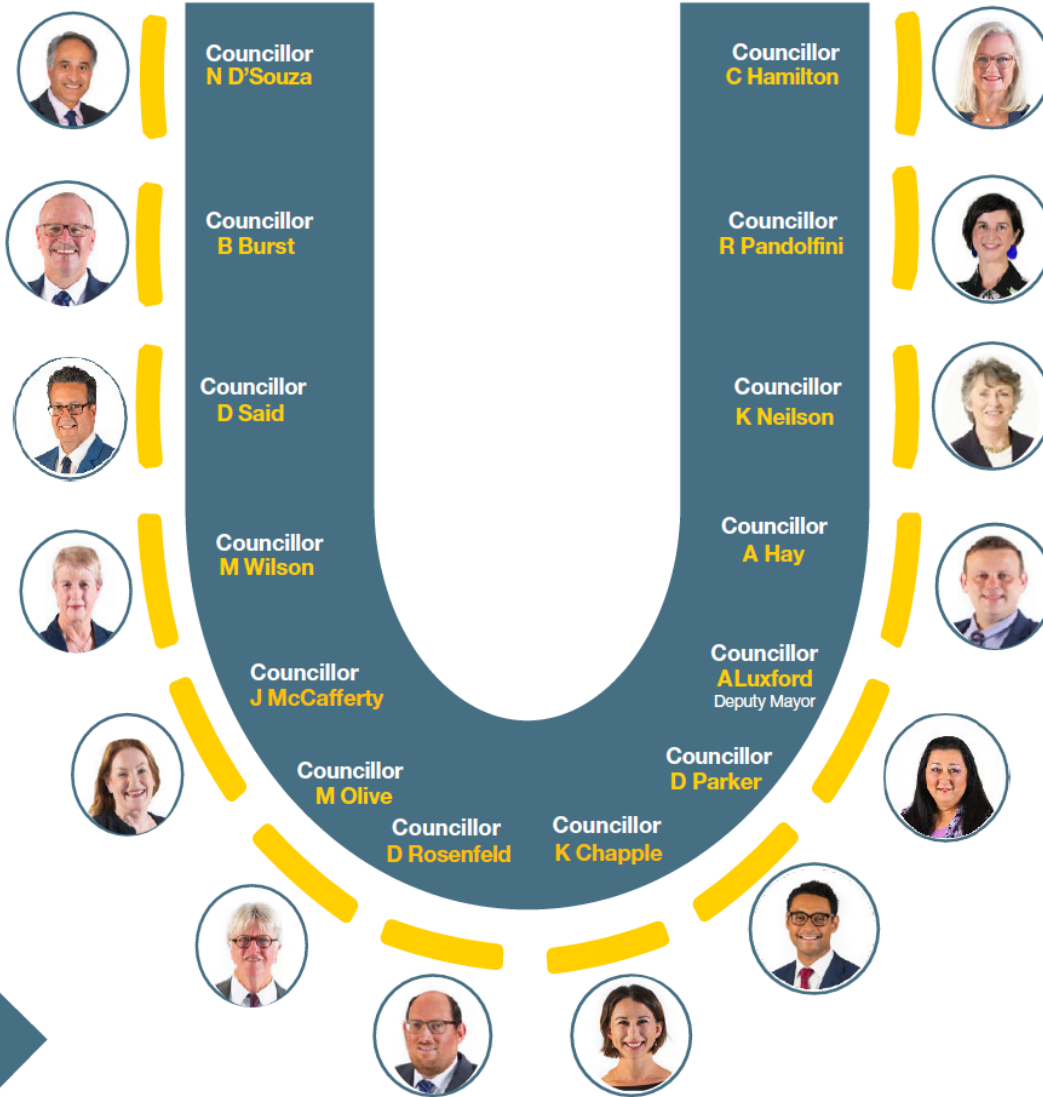 Councillor
N D'Souza
Councillor
C Hamilton
Councillor
B Burst
Councillor
R Pandolfini
Councillor
D Said
Councillor
K Neilson
Councillor
M Wilson
Councillor
A Hay
Councillor
J McCafferty
Councillor
ALuxford
Deputy Mayor
Councillor
M Olive
Councillor
D Parker
Councillor
D Rosenfeld
Councillor
K Chapple